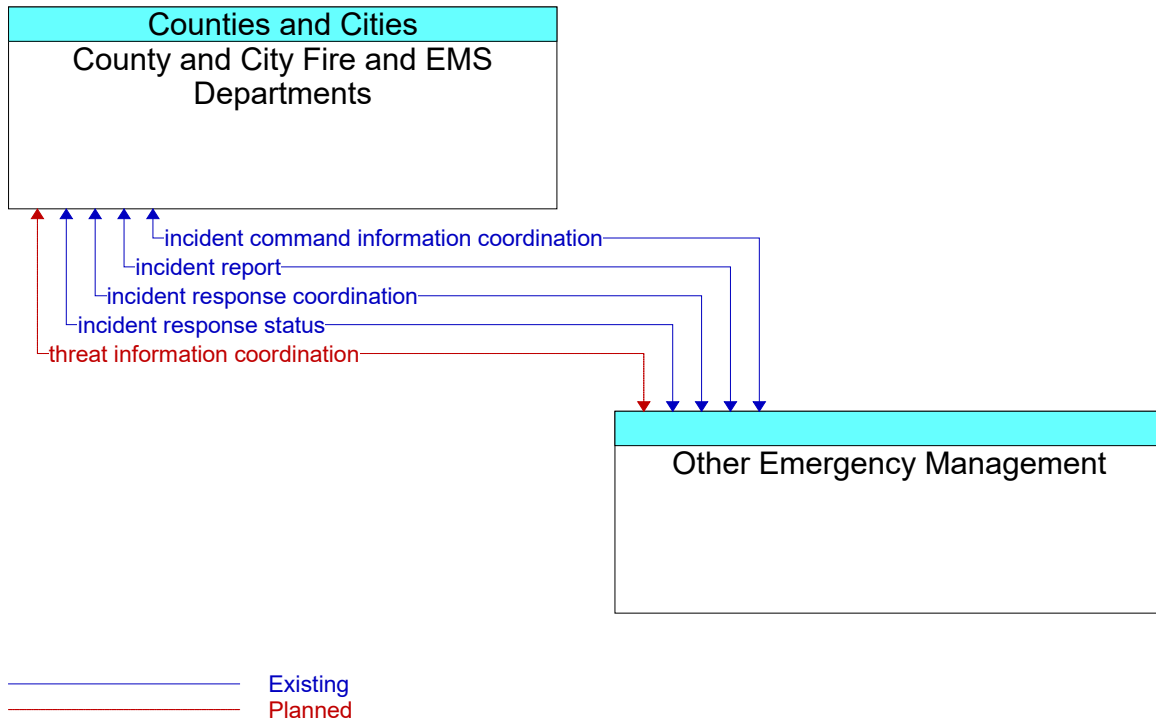 Counties and Cities
County and City Fire and EMS
Departments
incident command information coordination
incident report
incident response coordination
incident response status
threat information coordination
Other Emergency Management
Existing
Planned